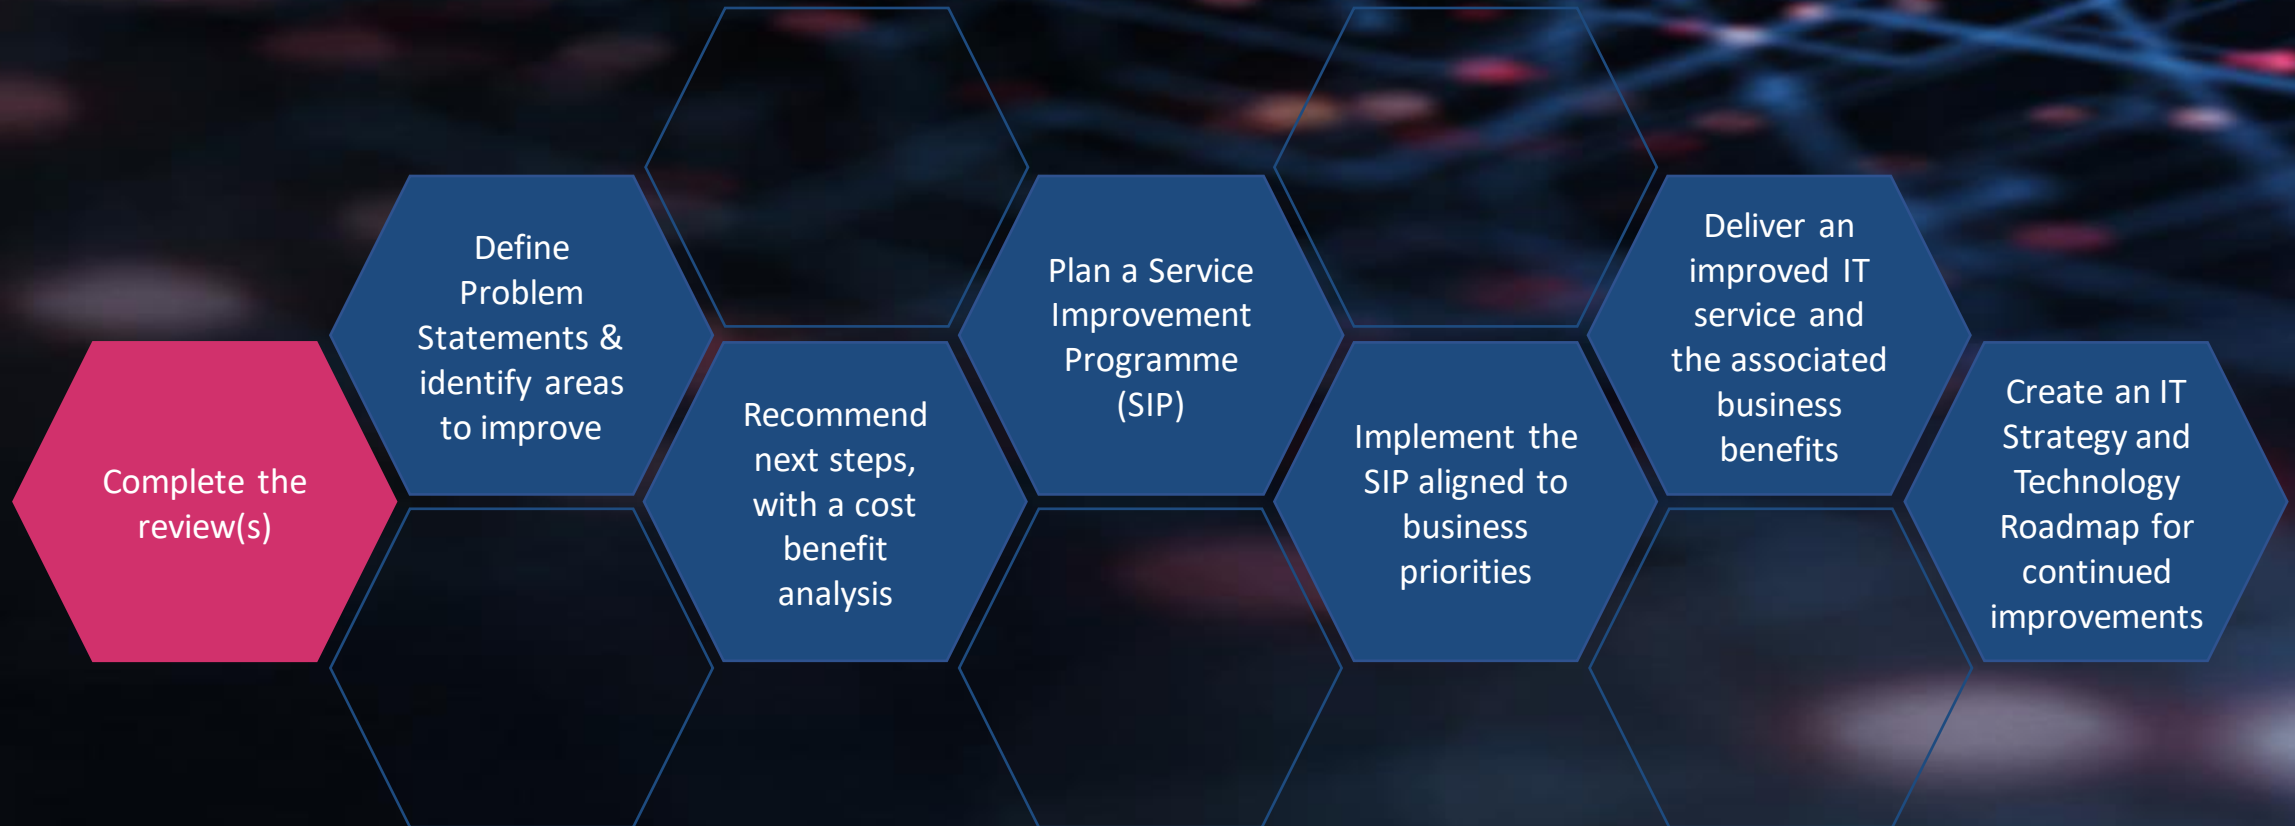 Complete the
review(s)
Define
Problem
Statements &
identify areas
to improve
Recommend
next steps,
with a cost
benefit
analysis
Plan a Service
Improvement
Programme
(SIP)
Implement the
SIP aligned to
business
priorities
Deliver an
improved IT
service and
the associated
business
benefits
Create an IT
Strategy and
Technology
Roadmap for
continued
improvements